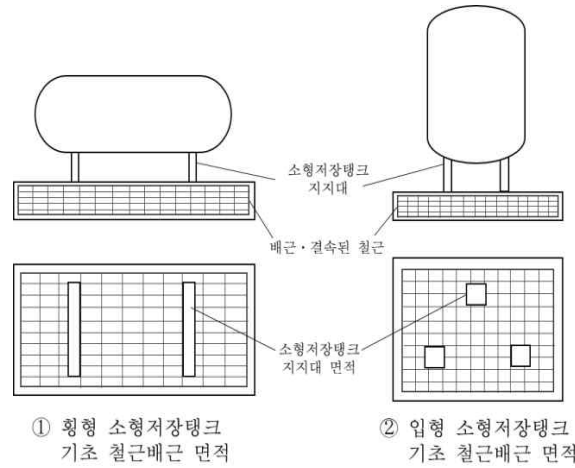 소형저장탱크
지지대
배근·결속된 철근
소형저장탱크
지지대 면적
① 횡형 소형저장탱크
기초 철근배근 면적
② 입형 소형저장탱크
기초 철근배근 면적